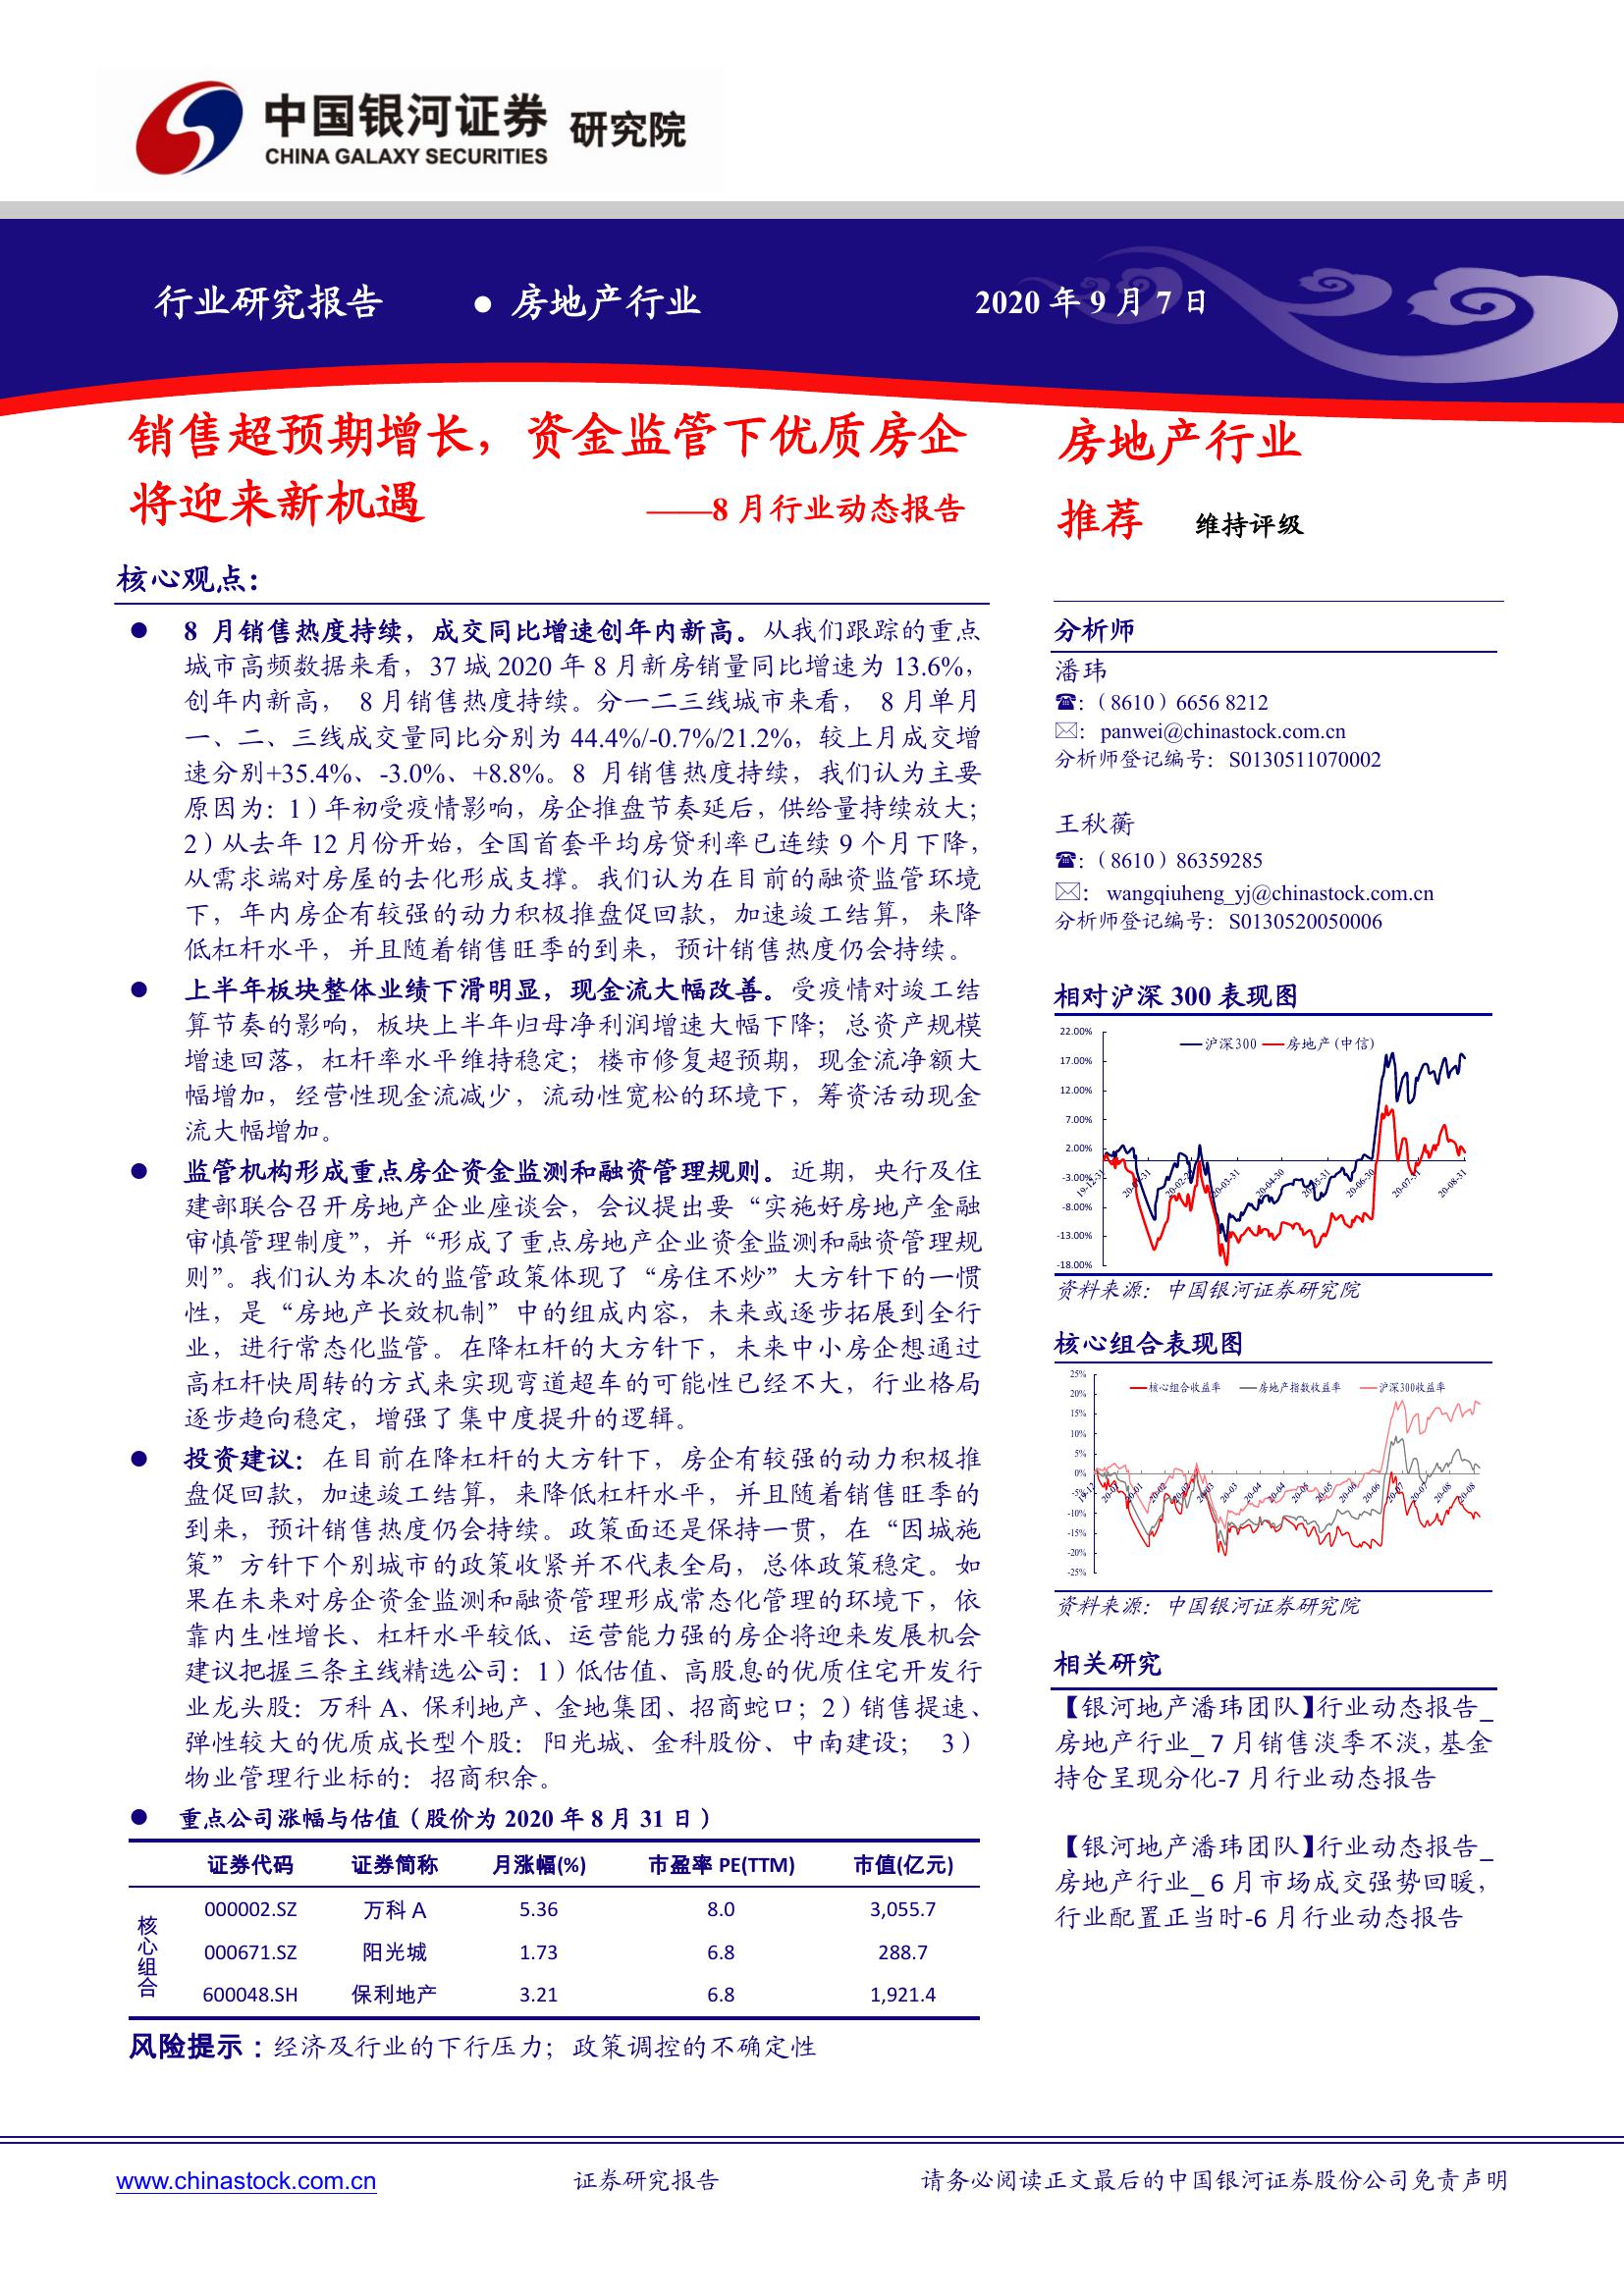 中国银河证券 研究院
CHINA GALAXY SECURITIES
行业研究报告 ● 房地产行业 2020 年 9 月 7 日
销售超预期增长，资金监管下优质房企
将迎来新机遇 ——8 月行业动态报告
核心观点：
● 8 月销售热度持续，成交同比增速创年内新高。从我们跟踪的重点
城市高频数据来看，37 城 2020 年 8 月新房销量同比增速为 13.6%，
创年内新高， 8 月销售热度持续。分一二三线城市来看， 8 月单月
一、二、三线成交量同比分别为 44.4%/-0.7%/21.2%，较上月成交增
速分别+35.4%、-3.0%、+8.8%。8 月销售热度持续，我们认为主要
原因为：1）年初受疫情影响，房企推盘节奏延后，供给量持续放大；
2）从去年 12 月份开始，全国首套平均房贷利率已连续 9 个月下降，
从需求端对房屋的去化形成支撑。我们认为在目前的融资监管环境
下，年内房企有较强的动力积极推盘促回款，加速竣工结算，来降
低杠杆水平，并且随着销售旺季的到来，预计销售热度仍会持续。
● 上半年板块整体业绩下滑明显，现金流大幅改善。受疫情对竣工结
算节奏的影响，板块上半年归母净利润增速大幅下降；总资产规模
增速回落，杠杆率水平维持稳定；楼市修复超预期，现金流净额大
幅增加，经营性现金流减少，流动性宽松的环境下，筹资活动现金
流大幅增加。
● 监管机构形成重点房企资金监测和融资管理规则。近期，央行及住
建部联合召开房地产企业座谈会，会议提出要“实施好房地产金融
审慎管理制度”，并“形成了重点房地产企业资金监测和融资管理规
则”。我们认为本次的监管政策体现了“房住不炒”大方针下的一惯
性，是“房地产长效机制”中的组成内容，未来或逐步拓展到全行
业，进行常态化监管。在降杠杆的大方针下，未来中小房企想通过
高杠杆快周转的方式来实现弯道超车的可能性已经不大，行业格局
逐步趋向稳定，增强了集中度提升的逻辑。
● 投资建议：在目前在降杠杆的大方针下，房企有较强的动力积极推
盘促回款，加速竣工结算，来降低杠杆水平，并且随着销售旺季的
到来，预计销售热度仍会持续。政策面还是保持一贯，在“因城施
策”方针下个别城市的政策收紧并不代表全局，总体政策稳定。如
果在未来对房企资金监测和融资管理形成常态化管理的环境下，依
靠内生性增长、杠杆水平较低、运营能力强的房企将迎来发展机会
建议把握三条主线精选公司：1）低估值、高股息的优质住宅开发行
业龙头股：万科 A、保利地产、金地集团、招商蛇口；2）销售提速、
弹性较大的优质成长型个股：阳光城、金科股份、中南建设； 3）
物业管理行业标的：招商积余。
● 重点公司涨幅与估值（股价为 2020 年 8 月 31 日）
证券代码 证券简称 月涨幅(%) 市盈率 PE(TTM) 市值(亿元)
核心组合
000002.SZ 万科 A 5.36 8.0 3,055.7
000671.SZ 阳光城 1.73 6.8 288.7
600048.SH 保利地产 3.21 6.8 1,921.4
风险提示：经济及行业的下行压力；政策调控的不确定性
房地产行业
推荐 维持评级
分析师
潘玮
☎：（8610）6656 8212
✉： panwei@chinastock.com.cn
分析师登记编号：S0130511070002
王秋蘅
☎：（8610）86359285
✉： wangqiuheng_yj@chinastock.com.cn
分析师登记编号：S0130520050006
相对沪深 300 表现图
沪深300 房地产(中信)
22.00%
17.00%
12.00%
7.00%
2.00%
-3.00%
-8.00%
-13.00%
-18.00%
19-12-31 20-01-31 20-02-29 20-03-31 20-04-30 20-05-31 20-06-30 20-07-31 20-08-31
资料来源：中国银河证券研究院
核心组合表现图
核心组合收益率 房地产指数收益率 沪深300收益率
25%
20%
15%
10%
5%
0%
-5%
-10%
-15%
-20%
-25%
19-12 20-01 20-01 20-02 20-02 20-03 20-03 20-04 20-04 20-05 20-05 20-06 20-06 20-07 20-07 20-08 20-08
资料来源：中国银河证券研究院
相关研究
【银河地产潘玮团队】行业动态报告_
房地产行业_7 月销售淡季不淡，基金
持仓呈现分化-7 月行业动态报告
【银河地产潘玮团队】行业动态报告_
房地产行业_6 月市场成交强势回暖，
行业配置正当时-6 月行业动态报告
www.chinastock.com.cn 证券研究报告 请务必阅读正文最后的中国银河证券股份公司免责声明